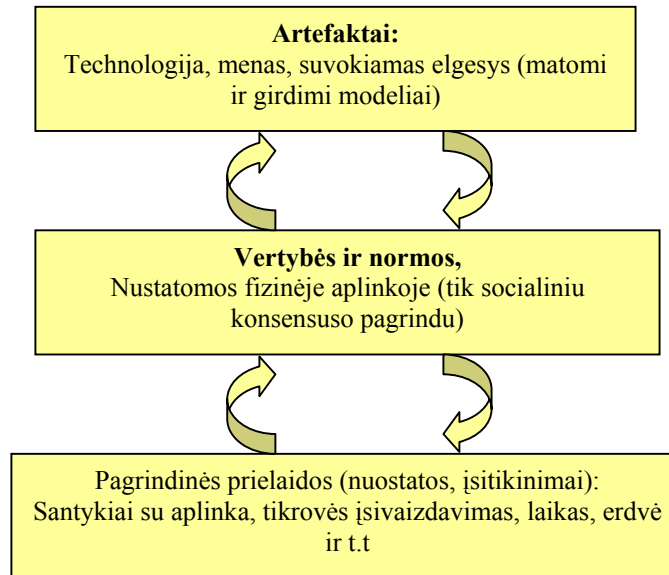 Artefaktai:
Technologija, menas, suvokiamas elgesys (matomi
ir girdimi modeliai)
Vertybės ir normos,
Nustatomos fizinėje aplinkoje (tik socialiniu
konsensuso pagrindu)
Pagrindinės prielaidos (nuostatos, įsitikinimai):
Santykiai su aplinka, tikrovės įsivaizdavimas, laikas, erdvė
ir t.t